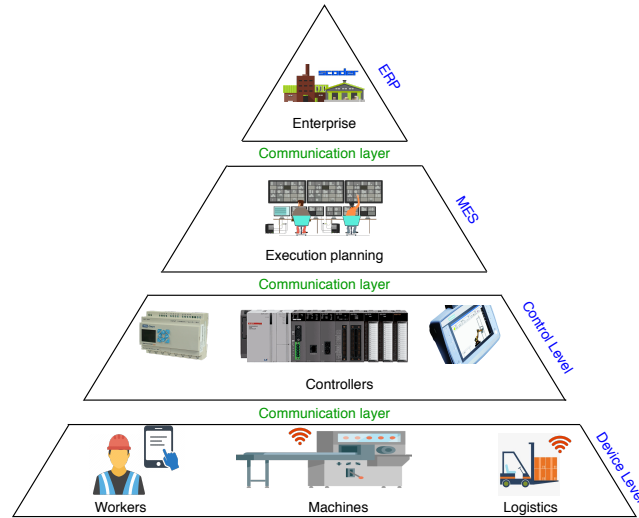 ERP
Enterprise
Communication layer
MES
Execution planning
Communication layer
Control Level
Controllers
Communication layer
Device Level
Workers
Machines
Logistics